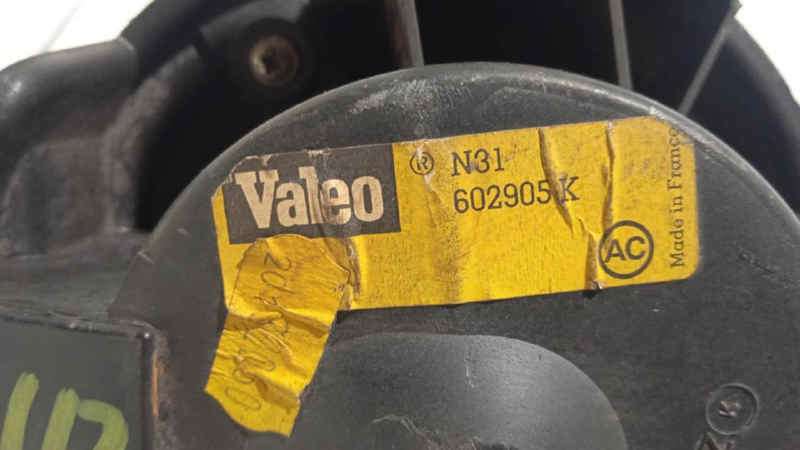 Valeo ® N31
602905 K
AC
Made in France
K